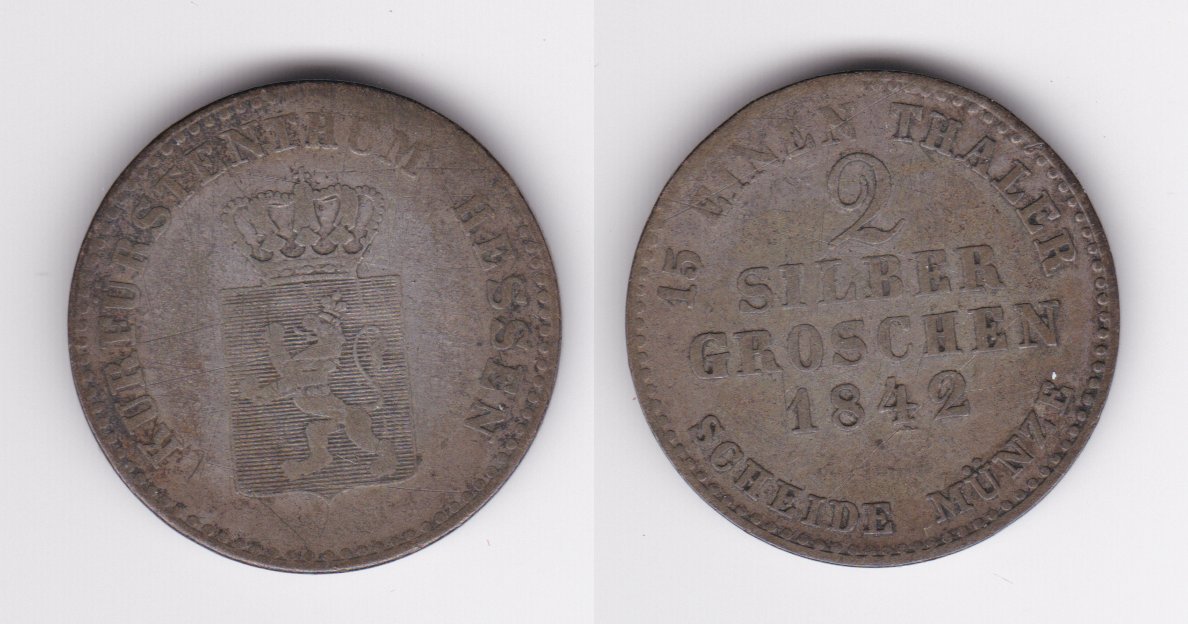 KURFÜRSTENTHUM HESSEN
15 EINEN THALER
2
SILBER
GROSCHEN
1842
SCHEIDE MÜNZE